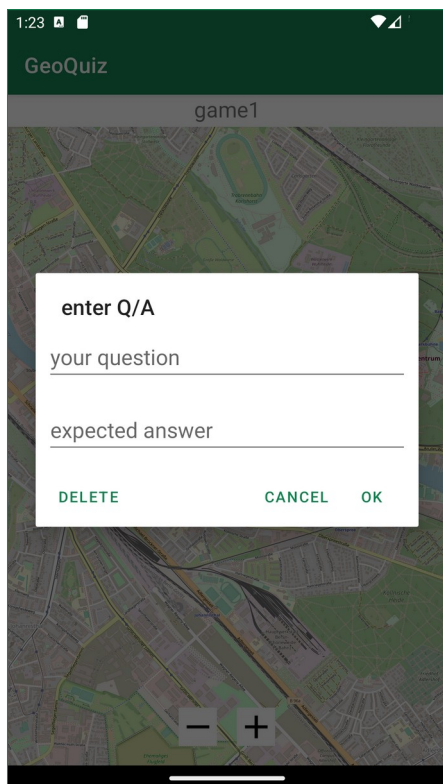 1:23
GeoQuiz
game1
enter Q/A
your question
expected answer
DELETE CANCEL OK
− +